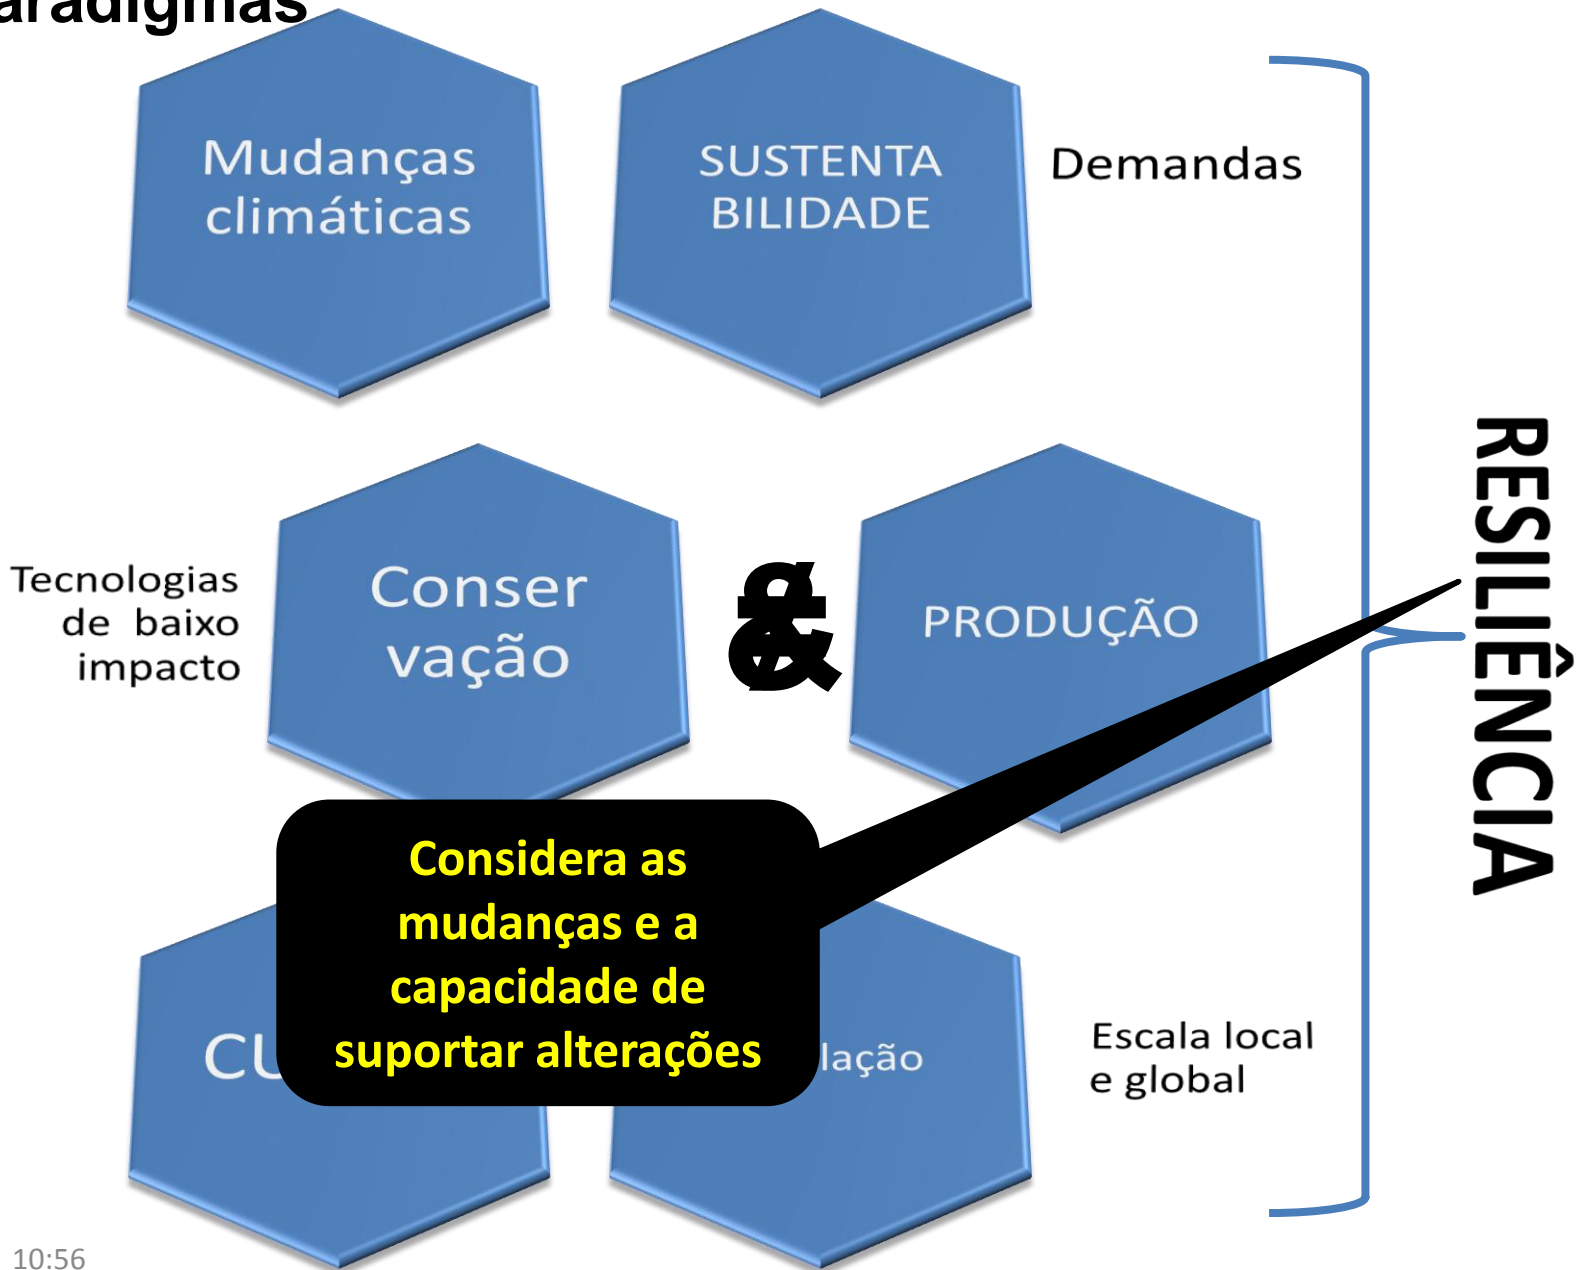 aradigmas
Mudanças
climáticas
SUSTENTA
BILIDADE
Demandas
Tecnologias
de baixo
impacto
Conser
vação
&
PRODUÇÃO
RESILIÊNCIA
Considera as
mudanças e a
capacidade de
suportar alterações
CU
lação
Escala local
e global
10:56